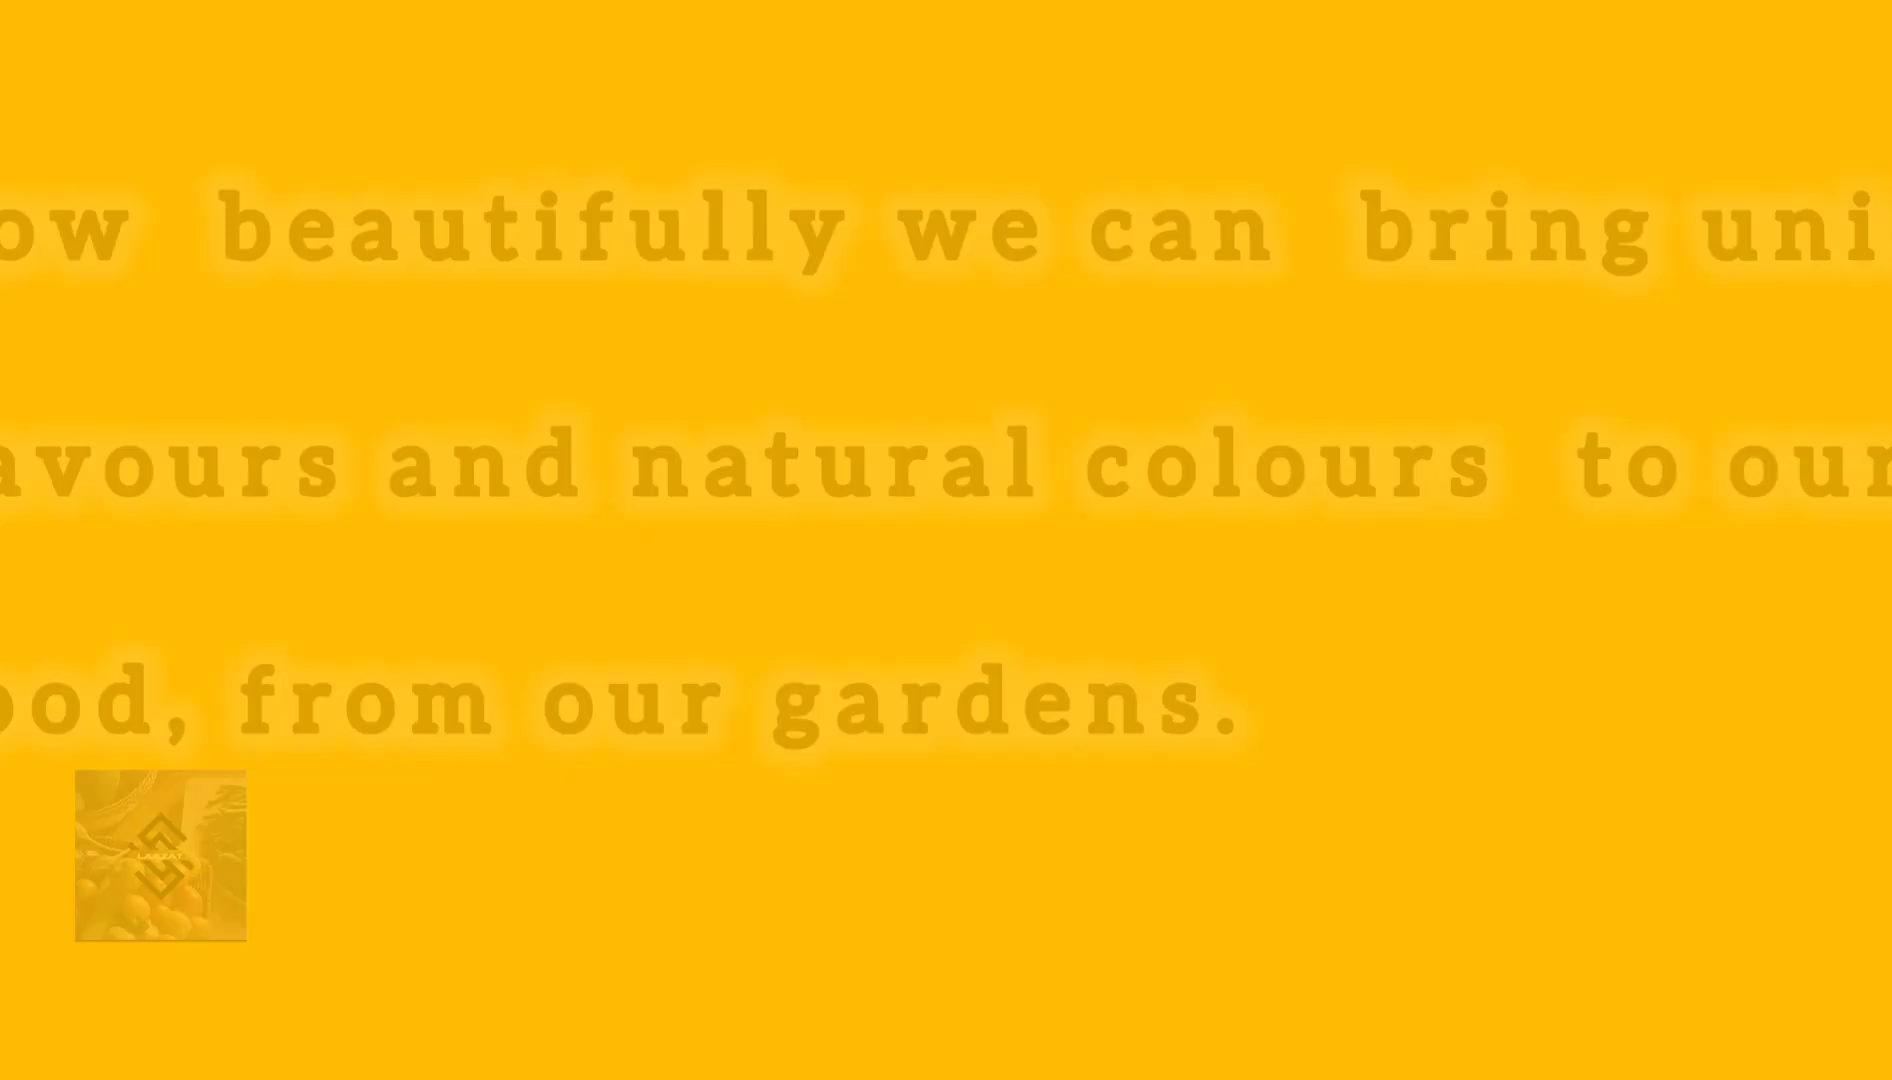 ow beautifully we can bring uni
avours and natural colours to our
ood, from our gardens.